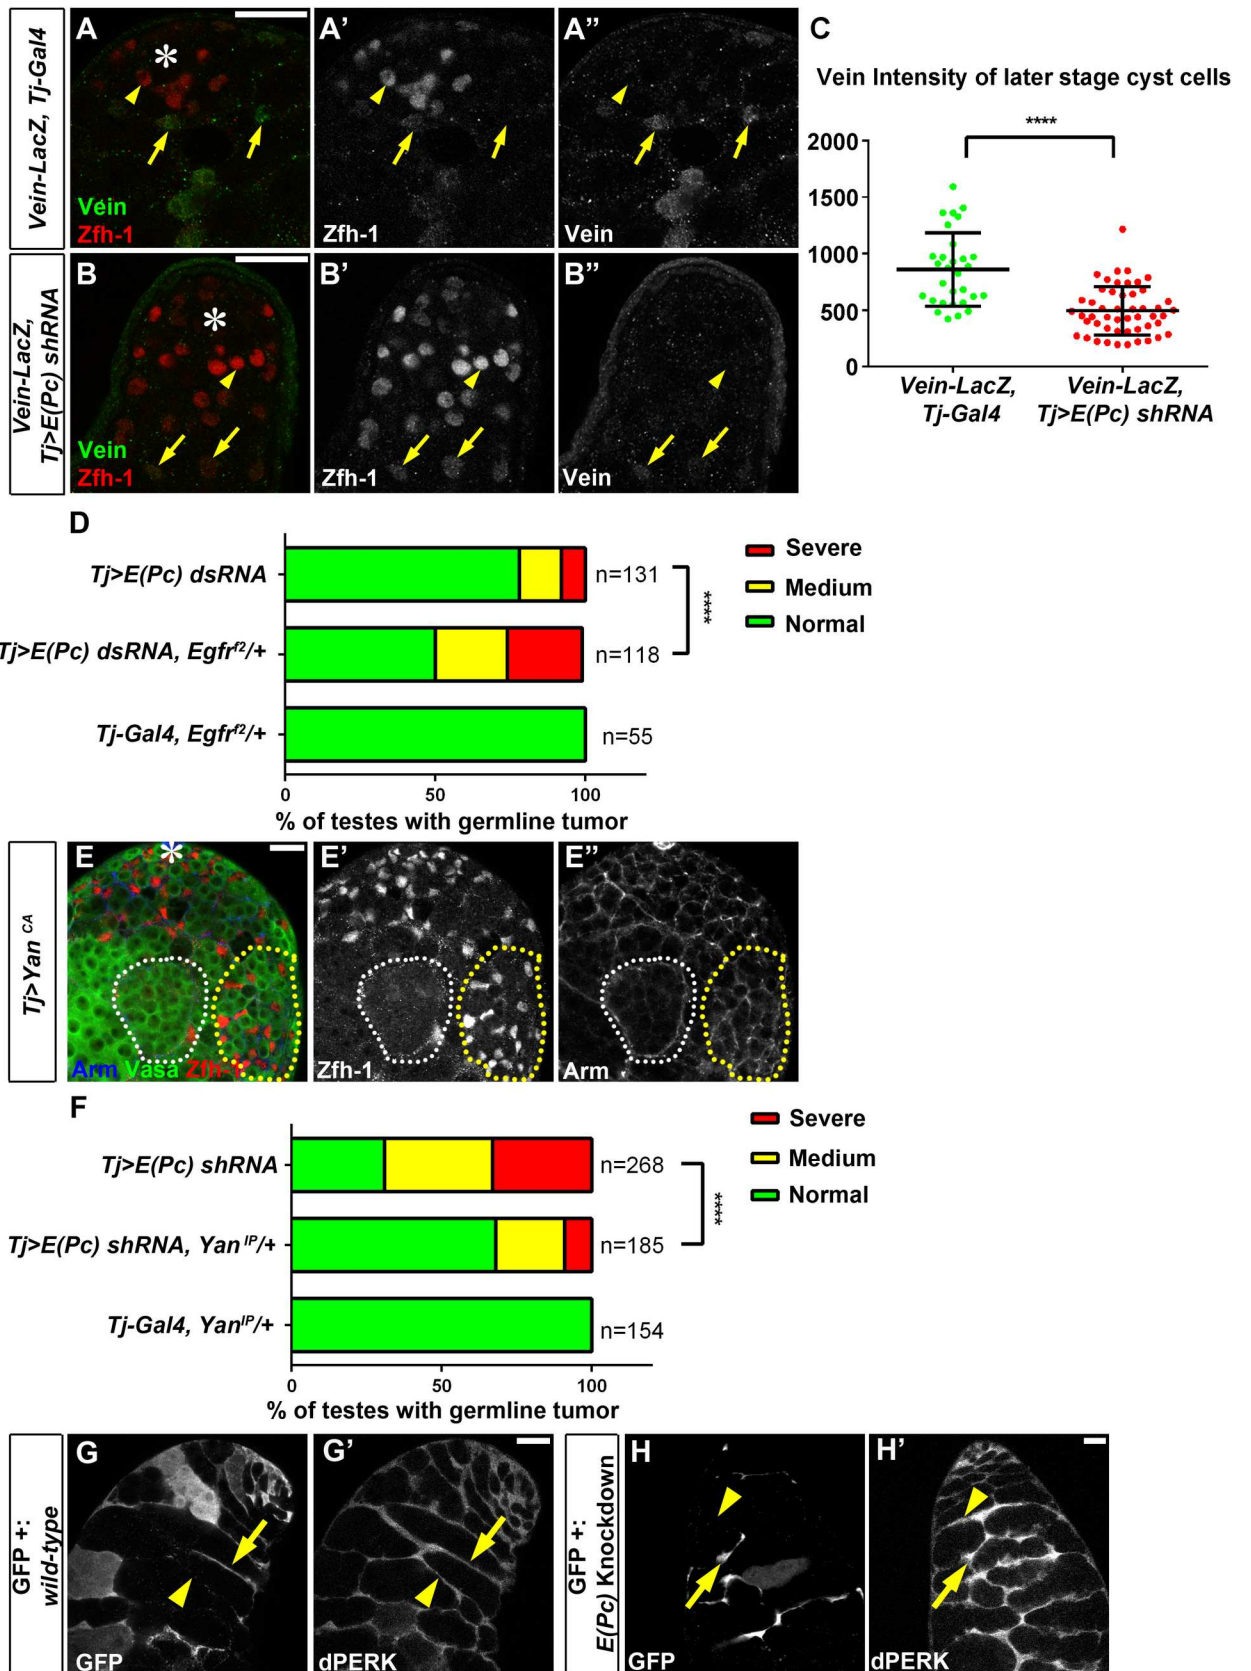 A
A'
A''
C
Vein-LacZ, Tj-Gal4
Vein
Zfh-1
Zfh-1
Vein
Vein Intensity of later stage cyst cells
****
2000
1500
1000
500
0
Vein-LacZ,
Tj-Gal4
Vein-LacZ,
Tj>E(Pc) shRNA
B
B'
B''
Vein-LacZ,
Tj>E(Pc) shRNA
Vein
Zfh-1
Zfh-1
Vein
D
Tj>E(Pc) dsRNA
n=131
Tj>E(Pc) dsRNA, Egfr^f2/+
n=118
Tj-Gal4, Egfr^f2/+
n=55
****
Severe
Medium
Normal
0 50 100
% of testes with germline tumor
E
E'
E''
Tj>Yan^CA
Arm Vasa Zfh-1
Zfh-1
Arm
F
Tj>E(Pc) shRNA
n=268
Tj>E(Pc) shRNA, Yan^IP/+
n=185
Tj-Gal4, Yan^IP/+
n=154
****
Severe
Medium
Normal
0 50 100
% of testes with germline tumor
G
G'
GFP +:
wild-type
GFP
dPERK
H
H'
GFP +:
E(Pc) Knockdown
GFP
dPERK